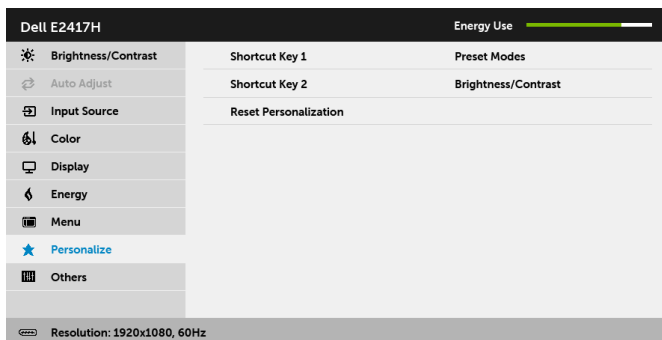 Dell E2417H
Energy Use
Brightness/Contrast
Shortcut Key 1
Preset Modes
Auto Adjust
Shortcut Key 2
Brightness/Contrast
Input Source
Reset Personalization
Color
Display
Energy
Menu
Personalize
Others
Resolution: 1920x1080, 60Hz